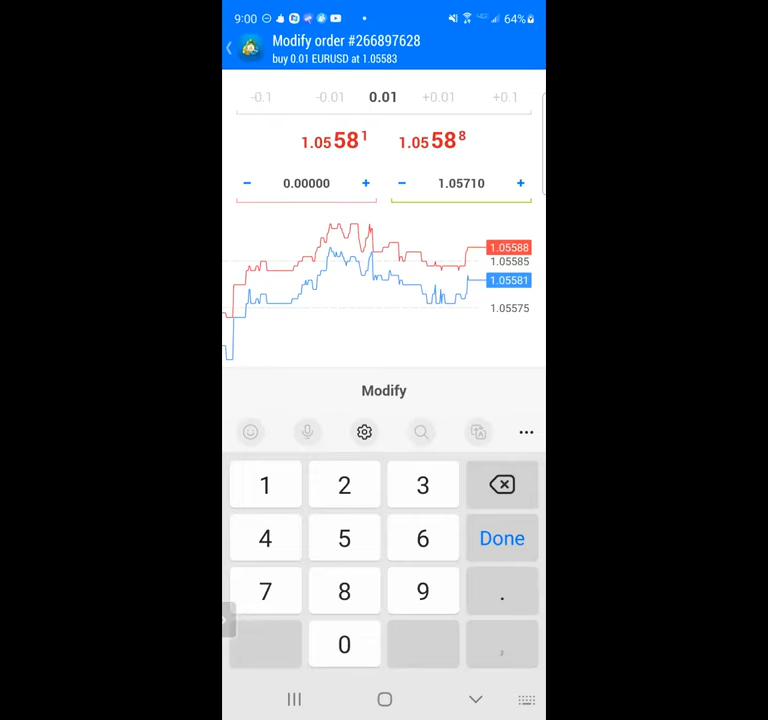 9:00 64%
Modify order #266897628
buy 0.01 EURUSD at 1.05583
-0.1 -0.01 0.01 +0.01 +0.1
1.05581 1.05588
- 0.00000 + - 1.05710 +
1.05588
1.05585
1.05581
1.05575
Modify
1 2 3
4 5 6 Done
7 8 9 .
0 ,